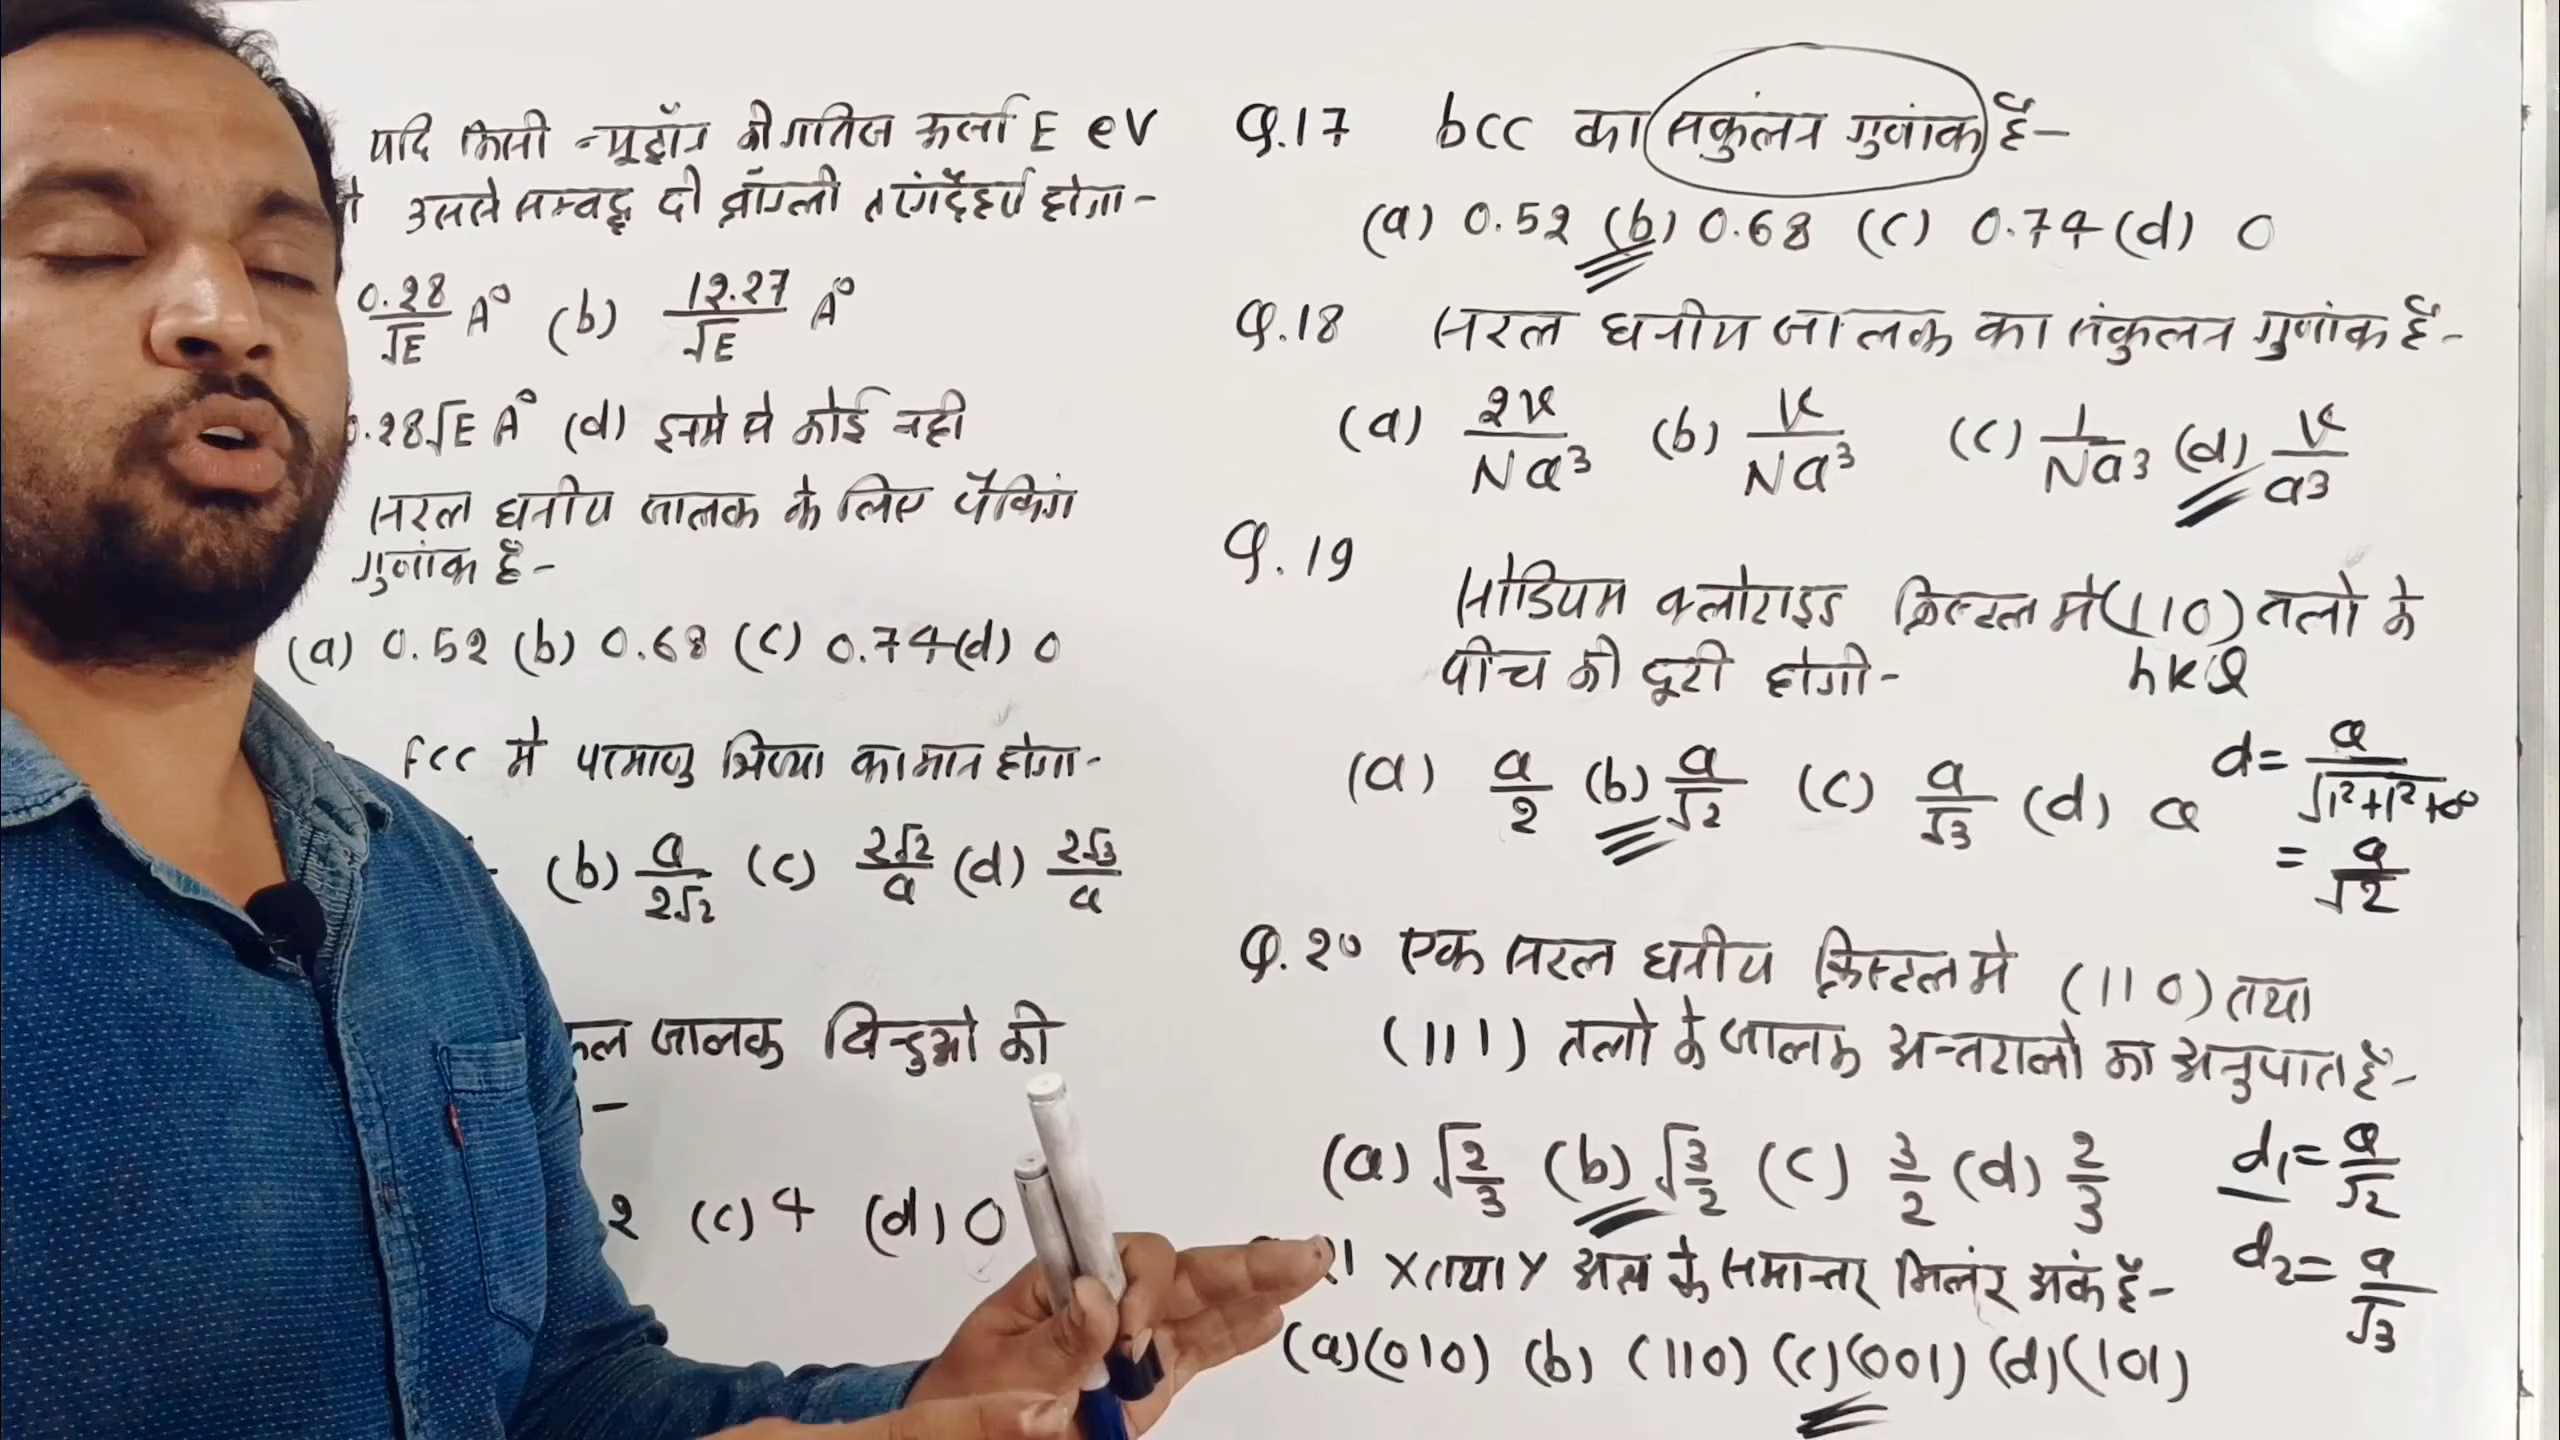 यदि किसी न्यूट्रॉन की गतिज ऊर्जा E eV
उससे सम्बद्ध दी ब्रॉग्ली तरंगदैर्ध्य होगा-
0.28/√E A° (b) 12.27/√E A°
0.28√E A° (d) इनमे से कोई नही
सरल घनीय जालक के लिए पैकिंग
गुणांक है-
(a) 0.52 (b) 0.68 (c) 0.74 (d) 0
fcc मे परमाणु त्रिज्या का मान होगा-
(b) a/2√2 (c) 2√2/a (d) 2√3/a
जालक बिन्दुओ की
2 (c) 4 (d) 0
Q.17 bcc का सकुंलन गुणांक है-
(a) 0.52 (b) 0.68 (c) 0.74 (d) 0
Q.18 सरल घनीय जालक का संकुलन गुणांक है-
(a) 2V/Na³ (b) V/Na³ (c) 1/Na³ (d) V/a³
Q.19
सोडियम क्लोराइड क्रिस्टल मे (110) तलो के
बीच की दूरी होगी- hkl
(a) a/2 (b) a/√2 (c) a/√3 (d) a
d= a/√1²+1²+0°
= a/√2
Q.20 एक सरल घनीय क्रिस्टल मे (110) तथा
(111) तलो के जालक अन्तरालो का अनुपात है-
(a) √2/3 (b) √3/2 (c) 3/2 (d) 2/3
d₁= a/√2
d₂= a/√3
21 X तथा Y अक्ष के समान्तर मिलंर अंक है-
(a) (010) (b) (110) (c) (001) (d) (101)